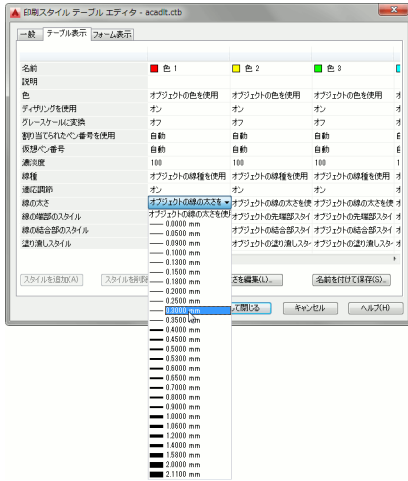 印刷スタイル テーブル エディタ - acadlt.ctb
一般 テーブル表示 フォーム表示
名前 色 1 色 2 色 3
説明
色 オブジェクトの色を使用 オブジェクトの色を使用 オブジェクトの色を使用
ディザリングを使用 オン オン オン
グレースケールに変換 オフ オフ オフ
割り当てられたペン番号を使用 自動 自動 自動
仮想ペン番号 自動 自動 自動
濃淡度 100 100 100
線種 オブジェクトの線種を使用 オブジェクトの線種を使用 オブジェクトの線種を使用
適応調節 オン オン オン
線の太さ オブジェクトの線の太さを オブジェクトの線の太さを使 オブジェクトの線の太さを使
線の端部のスタイル オブジェクトの線の太さを使 オブジェクトの先端部スタイ オブジェクトの先端部スタイ
線の結合部のスタイル オブジェクトの結合部スタイ オブジェクトの結合部スタイ
塗り潰しスタイル オブジェクトの塗り潰しスタ オブジェクトの塗り潰しスタ
0.0000 mm
0.0500 mm
0.0900 mm
0.1000 mm
0.1300 mm
0.1500 mm
0.1800 mm
0.2000 mm
0.2500 mm
0.3000 mm
0.3500 mm
0.4000 mm
0.4500 mm
0.5000 mm
0.5300 mm
0.6000 mm
0.6500 mm
0.7000 mm
0.8000 mm
0.9000 mm
1.0000 mm
1.0600 mm
1.2000 mm
1.4000 mm
1.5800 mm
2.0000 mm
2.1100 mm
スタイルを追加(A) スタイルを削除 さを編集(L)... 名前を付けて保存(S)...
して閉じる キャンセル ヘルプ(H)